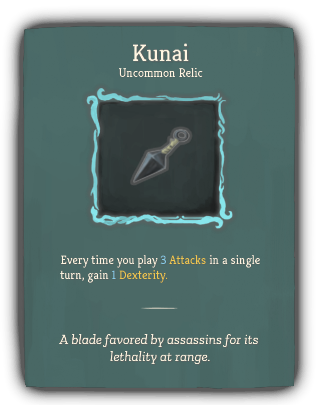 Kunai
Uncommon Relic
Every time you play 3 Attacks in a single
turn, gain 1 Dexterity.
A blade favored by assassins for its
lethality at range.